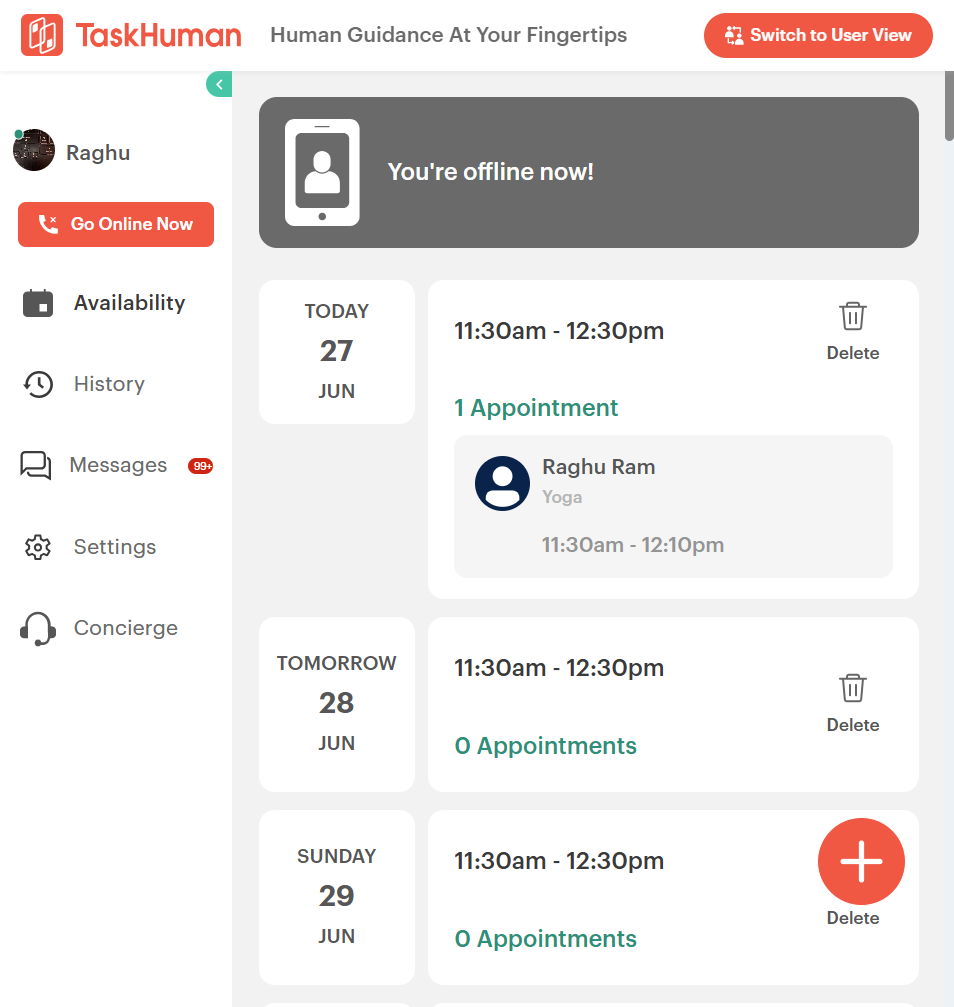 TaskHuman
Human Guidance At Your Fingertips
Switch to User View
Raghu
Go Online Now
Availability
History
Messages
99+
Settings
Concierge
You're offline now!
TODAY
27
JUN
11:30am - 12:30pm
Delete
1 Appointment
Raghu Ram
Yoga
11:30am - 12:10pm
TOMORROW
28
JUN
11:30am - 12:30pm
Delete
0 Appointments
SUNDAY
29
JUN
11:30am - 12:30pm
Delete
0 Appointments